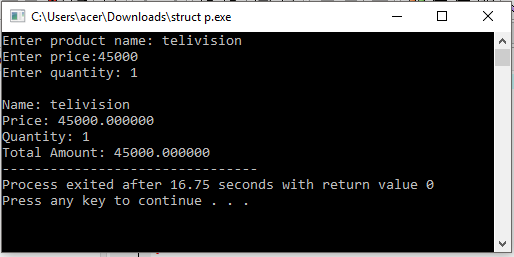 C:\Users\acer\Downloads\struct p.exe
Enter product name: telivision
Enter price:45000
Enter quantity: 1
Name: telivision
Price: 45000.000000
Quantity: 1
Total Amount: 45000.000000
--------------------------------
Process exited after 16.75 seconds with return value 0
Press any key to continue . . .